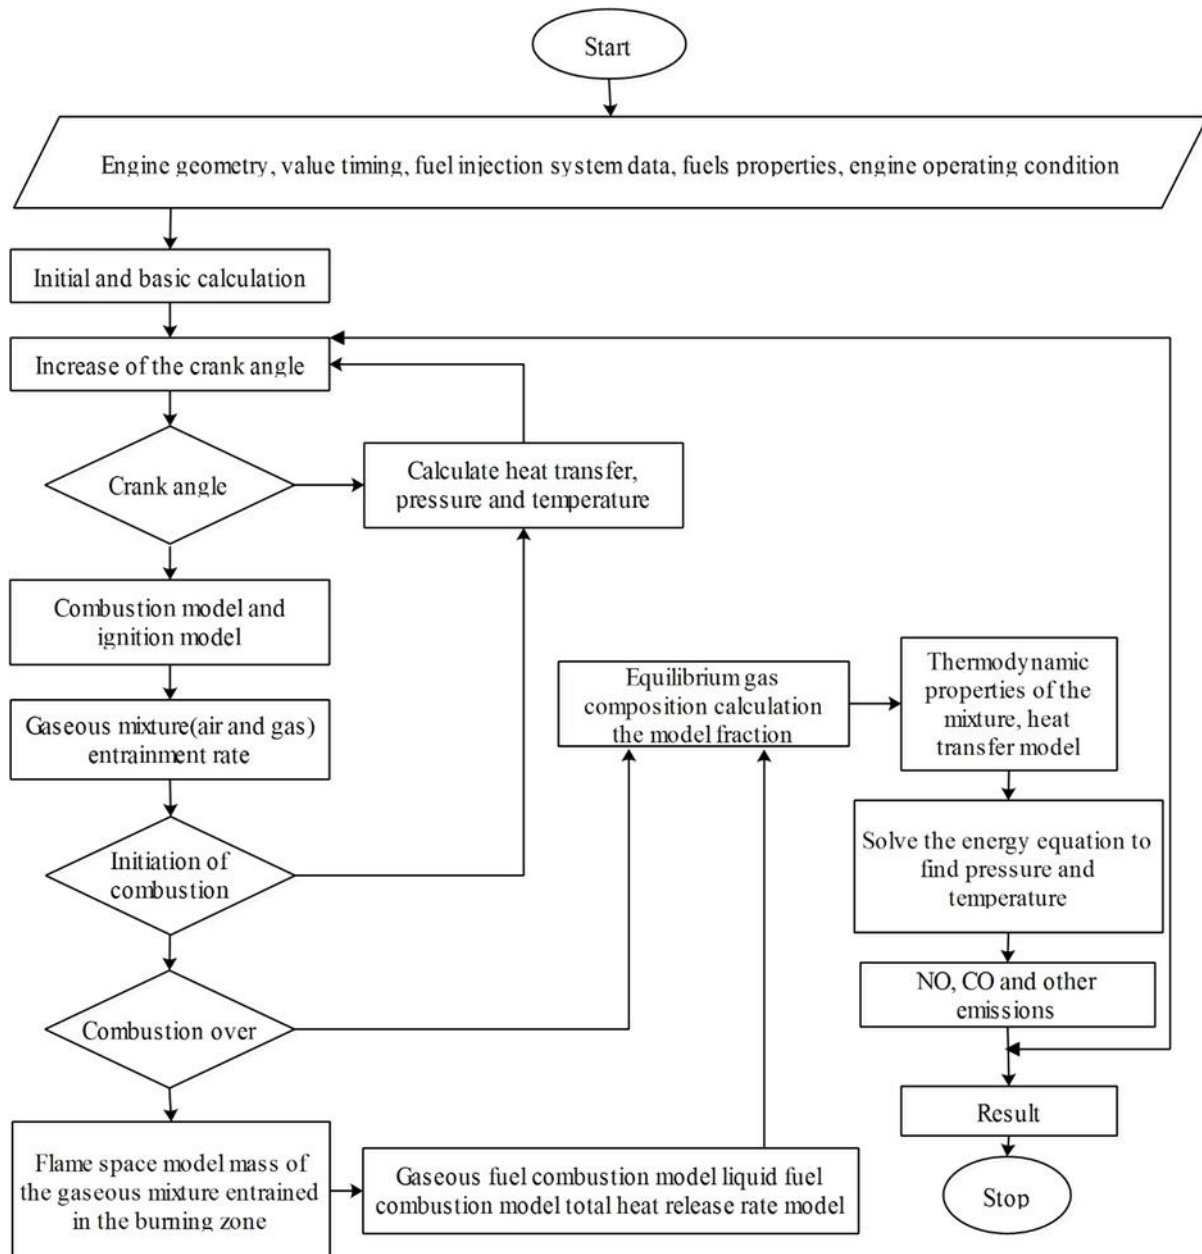 Start
Engine geometry, value timing, fuel injection system data, fuels properties, engine operating condition
Initial and basic calculation
Increase of the crank angle
Crank angle
Calculate heat transfer,
pressure and temperature
Combustion model and
ignition model
Gaseous mixture(air and gas)
entrainment rate
Initiation of
combustion
Combustion over
Flame space model mass of
the gaseous mixture entrained
in the burning zone
Gaseous fuel combustion model liquid fuel
combustion model total heat release rate model
Equilibrium gas
composition calculation
the model fraction
Thermodynamic
properties of the
mixture, heat
transfer model
Solve the energy equation to
find pressure and
temperature
NO, CO and other
emissions
Result
Stop